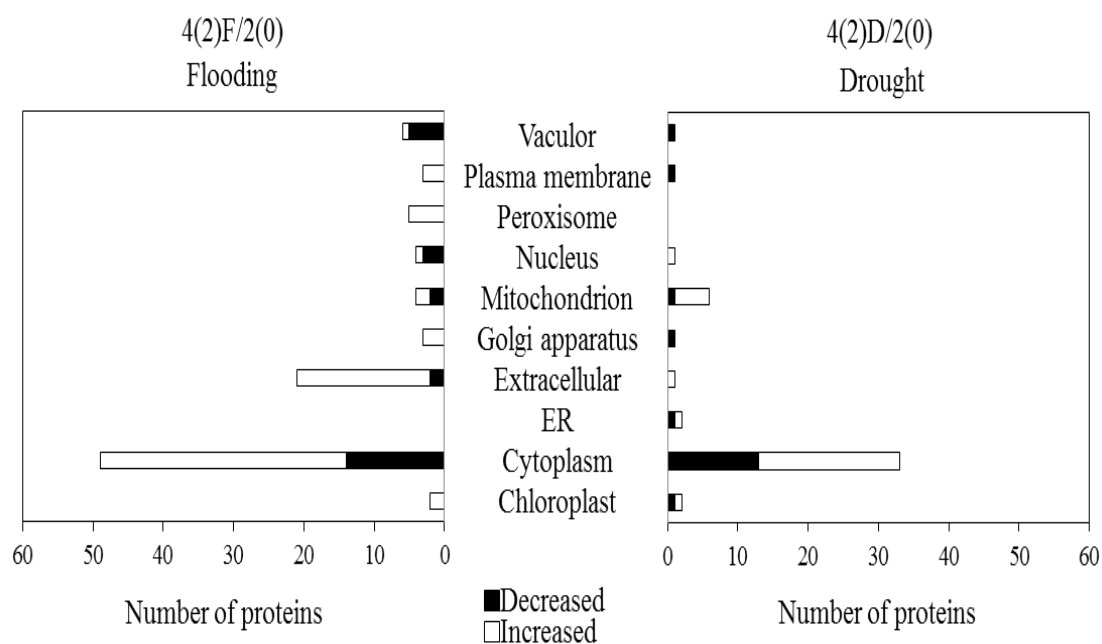 4(2)F/2(0)
Flooding
4(2)D/2(0)
Drought
Vaculor
Plasma membrane
Peroxisome
Nucleus
Mitochondrion
Golgi apparatus
Extracellular
ER
Cytoplasm
Chloroplast
60 50 40 30 20 10 0
0 10 20 30 40 50 60
Number of proteins
Number of proteins
Decreased
Increased